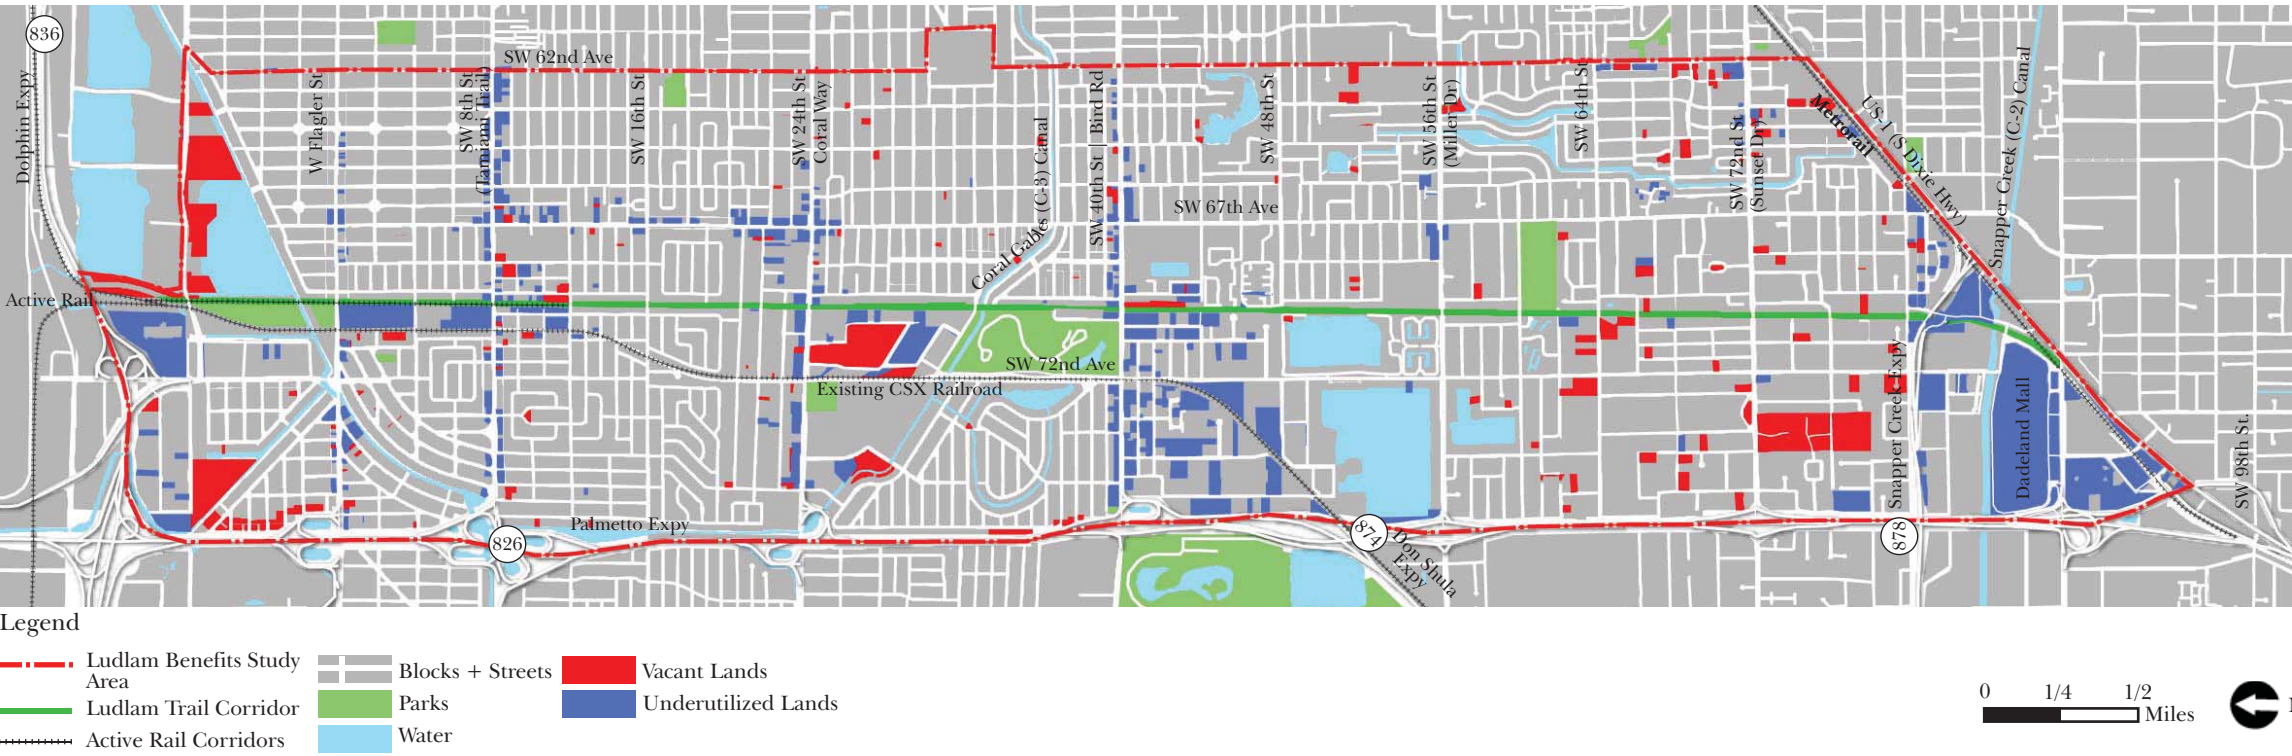 836
Dolphin Expy
Active Rail
W Flagler St
SW 8th St
(Tamiami Trail)
SW 62nd Ave
SW 16th St
SW 24th St
Coral Way
Coral Gables (C-3) Canal
SW 40th St | Bird Rd
SW 67th Ave
SW 48th St
SW 56th St
(Miller Dr)
SW 64th St
SW 72nd St
(Sunset Dr)
Metrorail
US-1 (S Dixie Hwy)
Snapper Creek (C-2) Canal
SW 72nd Ave
Existing CSX Railroad
Palmetto Expy
826
874
Don Shula
Expy
Snapper Creek Expy
878
Dadeland Mall
SW 98th St.
Legend
Ludlam Benefits Study
Area
Ludlam Trail Corridor
Active Rail Corridors
Blocks + Streets
Parks
Water
Vacant Lands
Underutilized Lands
0 1/4 1/2
Miles